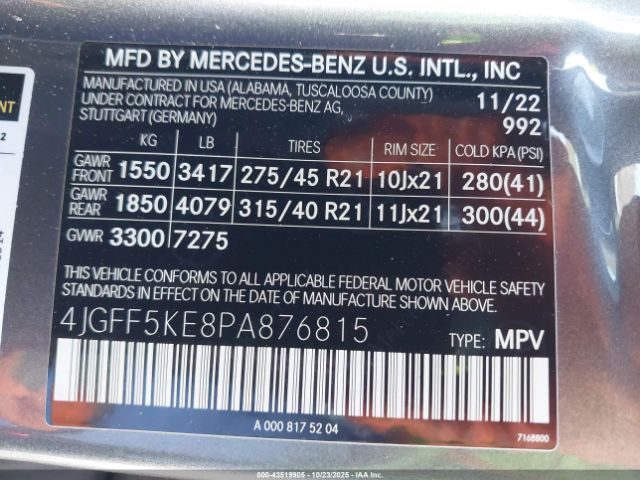 MFD BY MERCEDES-BENZ U.S. INTL., INC
MANUFACTURED IN USA (ALABAMA, TUSCALOOSA COUNTY)
UNDER CONTRACT FOR MERCEDES-BENZ AG,
STUTTGART (GERMANY)
11/22
992
KG LB TIRES RIM SIZE COLD KPA(PSI)
GAWR FRONT 1550 3417 275/45 R21 10Jx21 280(41)
GAWR REAR 1850 4079 315/40 R21 11Jx21 300(44)
GVWR 3300 7275
THIS VEHICLE CONFORMS TO ALL APPLICABLE FEDERAL MOTOR VEHICLE SAFETY
STANDARDS IN EFFECT ON THE DATE OF MANUFACTURE SHOWN ABOVE.
4JGFF5KE8PA876815
TYPE: MPV
A 000 817 52 04
7168800
00-43519905 - 10/23/2025 - COPYRIGHT IAA, LLC.